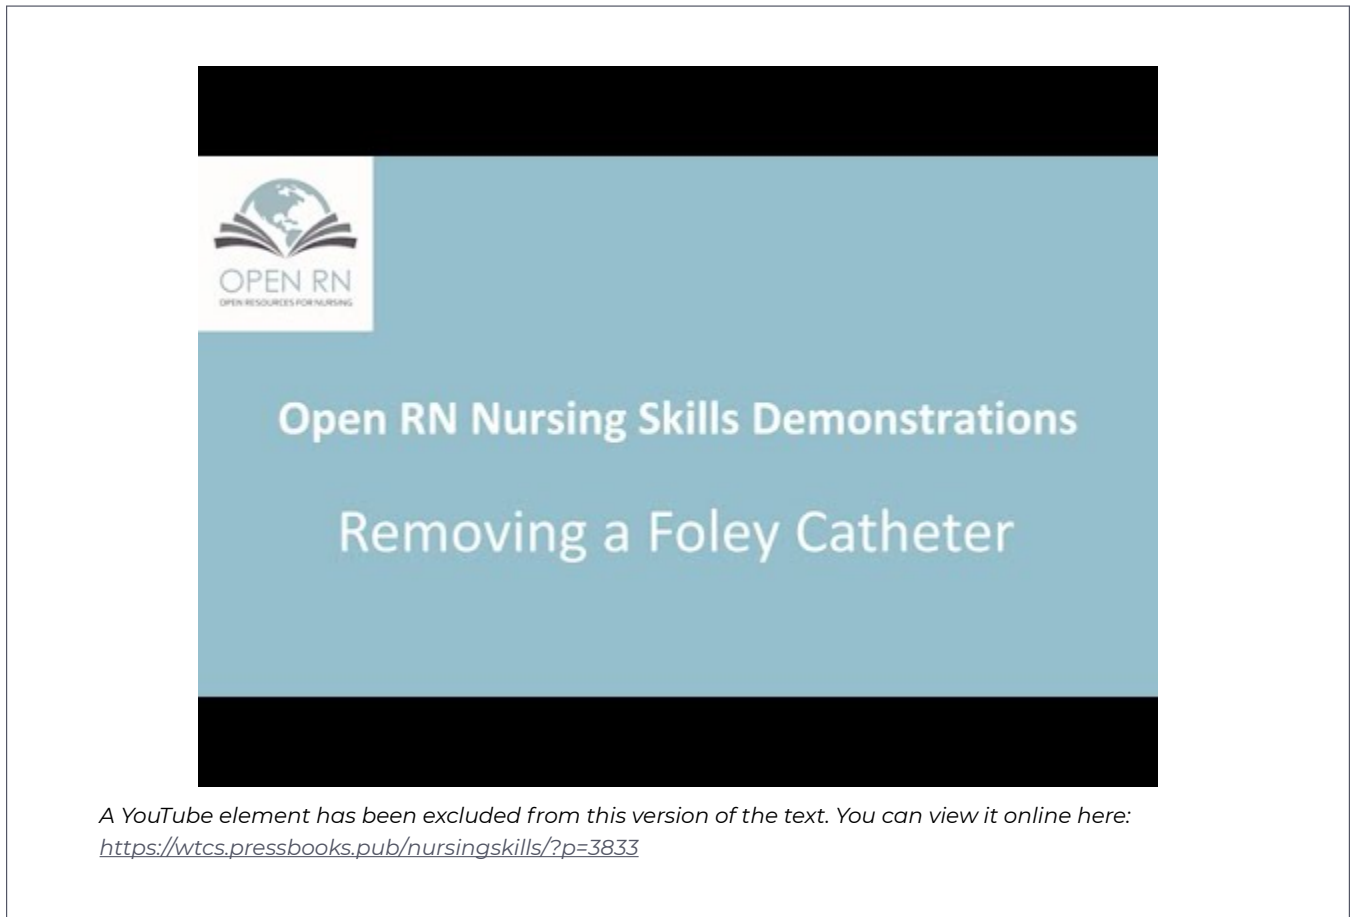 OPEN RN
OPEN RESOURCES FOR NURSING
Open RN Nursing Skills Demonstrations
Removing a Foley Catheter
A YouTube element has been excluded from this version of the text. You can view it online here:
https://wtcs.pressbooks.pub/nursingskills/?p=3833